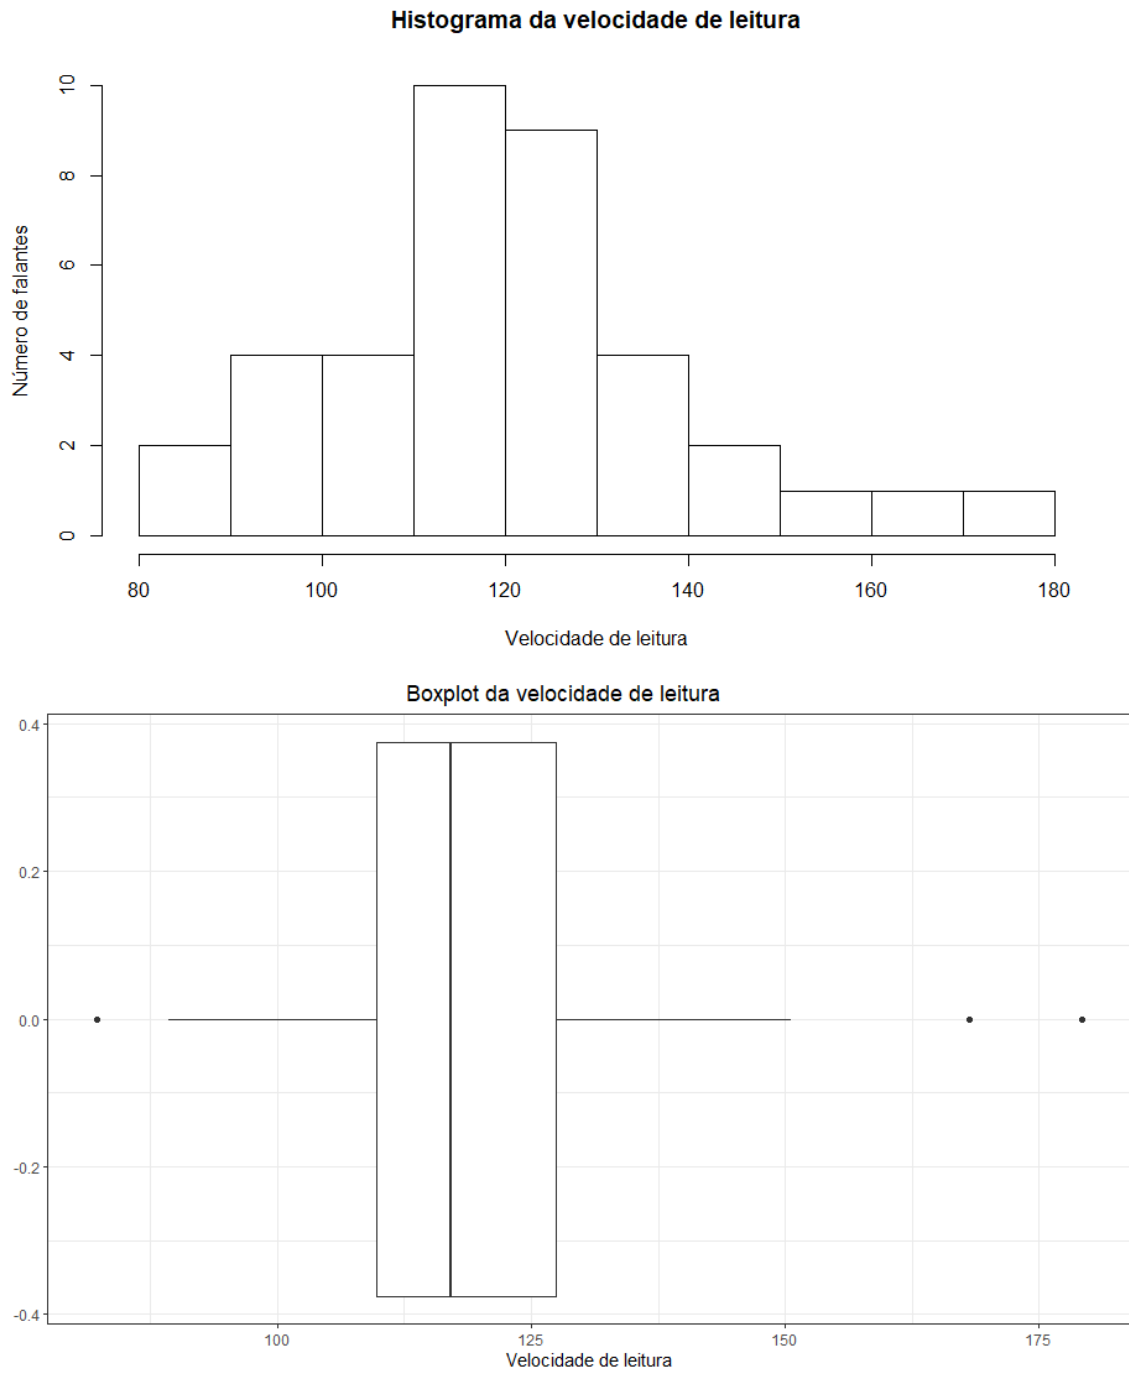 Histograma da velocidade de leitura
10
8
6
4
2
0
Número de falantes
80 100 120 140 160 180
Velocidade de leitura
Boxplot da velocidade de leitura
0.4
0.2
0.0
-0.2
-0.4
100 125 150 175
Velocidade de leitura